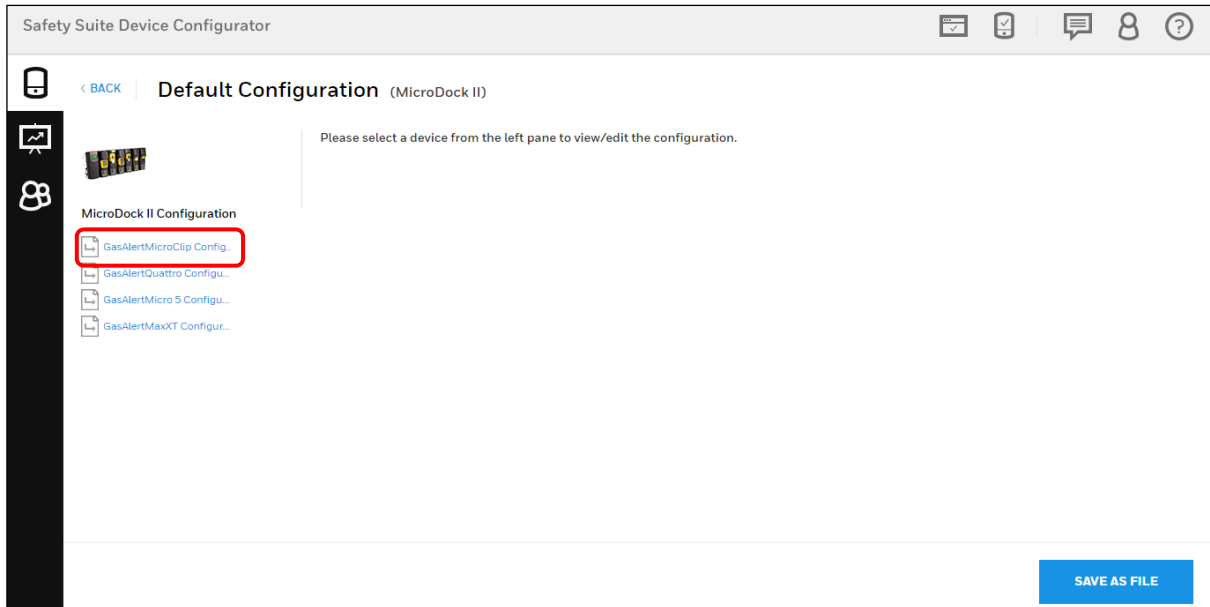 Safety Suite Device Configurator
< BACK
Default Configuration (MicroDock II)
Please select a device from the left pane to view/edit the configuration.
MicroDock II Configuration
GasAlertMicroClip Config..
GasAlertQuattro Configu...
GasAlertMicro 5 Configu...
GasAlertMaxXT Configur...
SAVE AS FILE